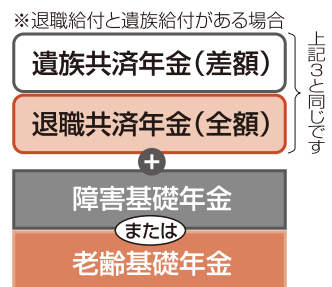 ※退職給付と遺族給付がある場合
遺族共済年金(差額)
退職共済年金(全額)
上記3と同じです
+
障害基礎年金
または
老齢基礎年金